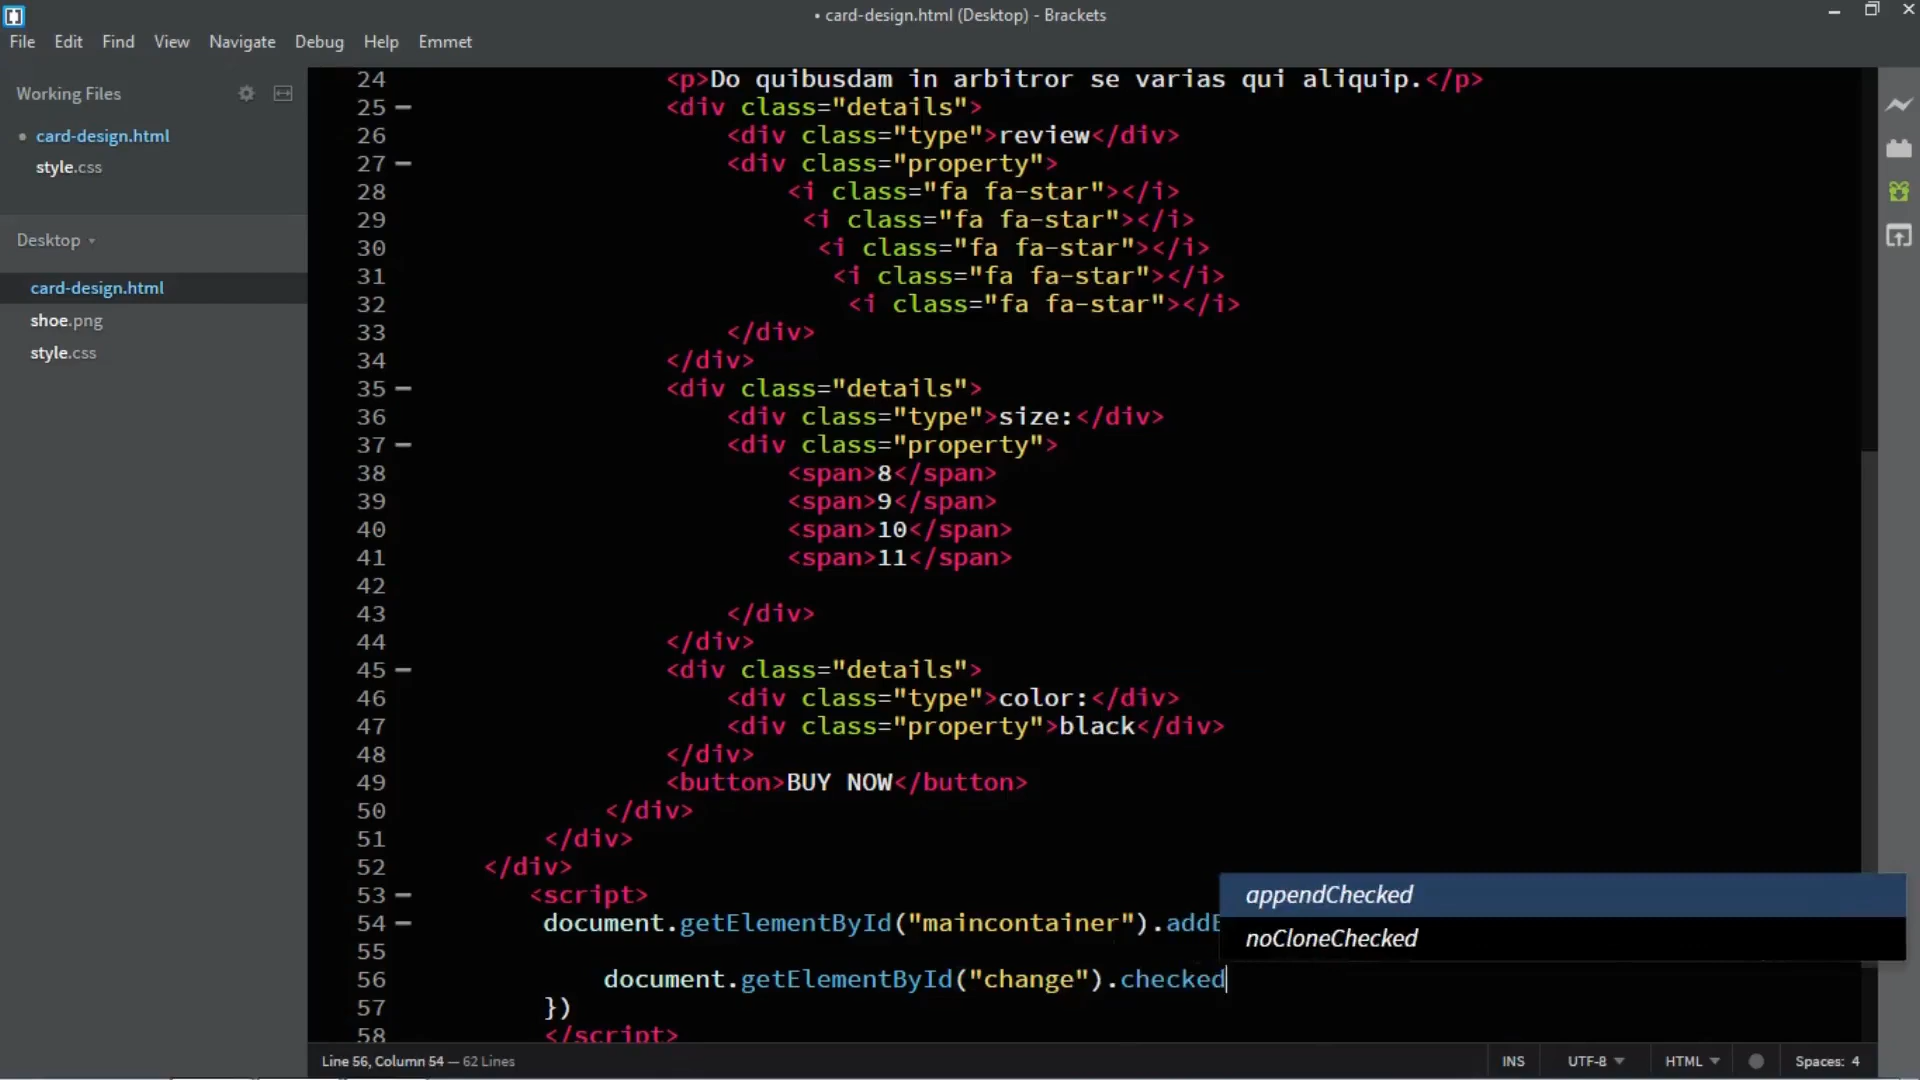 • card-design.html (Desktop) - Brackets
File Edit Find View Navigate Debug Help Emmet
Working Files
• card-design.html
style.css
Desktop
card-design.html
shoe.png
style.css
24 <p>Do quibusdam in arbitror se varias qui aliquip.</p>
25 <div class="details">
26 <div class="type">review</div>
27 <div class="property">
28 <i class="fa fa-star"></i>
29 <i class="fa fa-star"></i>
30 <i class="fa fa-star"></i>
31 <i class="fa fa-star"></i>
32 <i class="fa fa-star"></i>
33 </div>
34 </div>
35 <div class="details">
36 <div class="type">size:</div>
37 <div class="property">
38 <span>8</span>
39 <span>9</span>
40 <span>10</span>
41 <span>11</span>
42
43 </div>
44 </div>
45 <div class="details">
46 <div class="type">color:</div>
47 <div class="property">black</div>
48 </div>
49 <button>BUY NOW</button>
50 </div>
51 </div>
52 </div>
53 <script>
54 document.getElementById("maincontainer").addE
55
56 document.getElementById("change").checked
57 })
58 </script>
appendChecked
noCloneChecked
Line 56, Column 54 — 62 Lines
INS UTF-8 HTML Spaces: 4